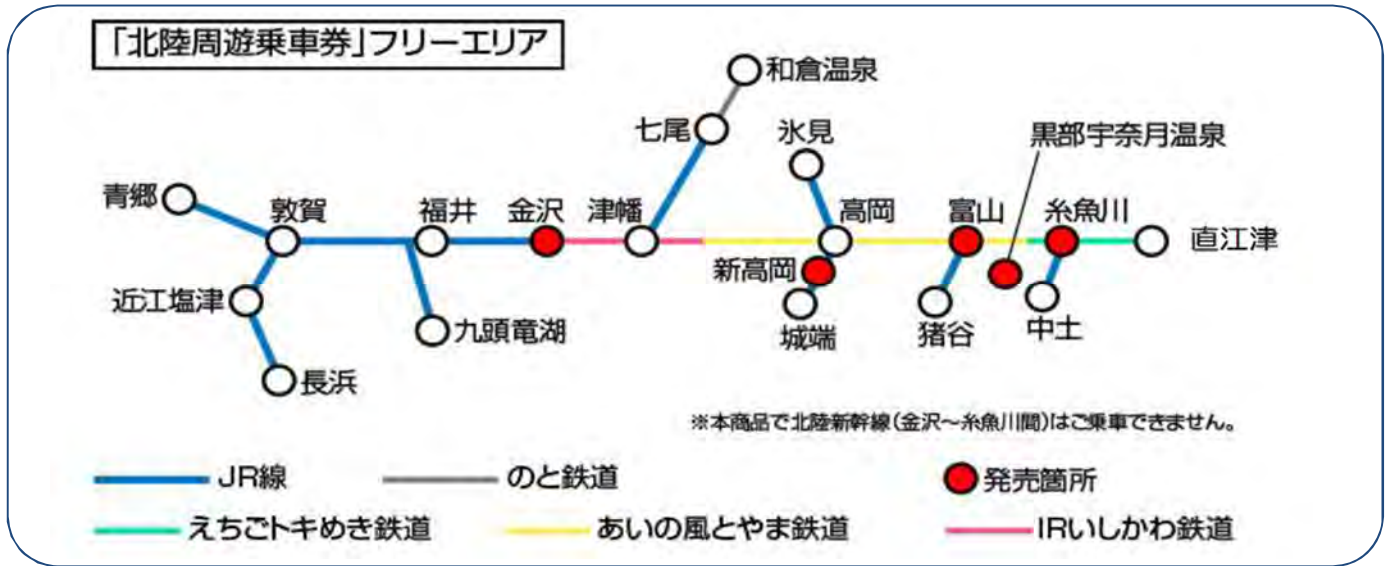 「北陸周遊乗車券」フリーエリア
和倉温泉
七尾
氷見
黒部宇奈月温泉
青郷
敦賀
福井
金沢
津幡
高岡
富山
糸魚川
直江津
新高岡
近江塩津
九頭竜湖
城端
猪谷
中土
長浜
※本商品で北陸新幹線(金沢～糸魚川間)はご乗車できません。
JR線
のと鉄道
発売箇所
えちごトキめき鉄道
あいの風とやま鉄道
IRいしかわ鉄道